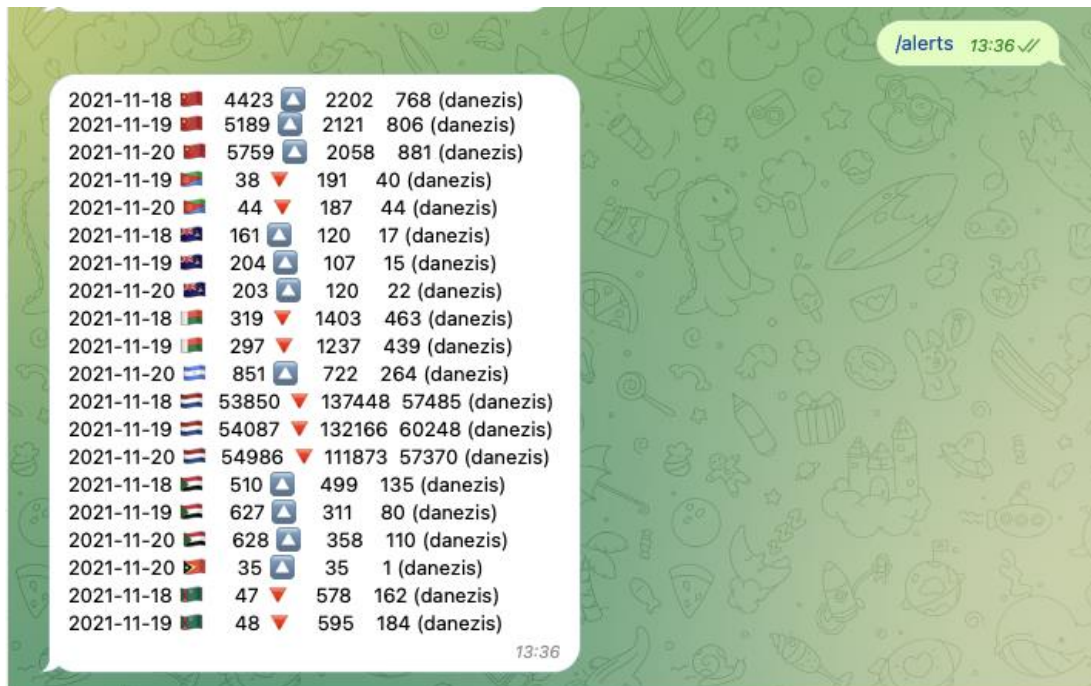 /alerts 13:36
2021-11-18 🇨🇳 4423 🔼 2202 768 (danezis)
2021-11-19 🇨🇳 5189 🔼 2121 806 (danezis)
2021-11-20 🇨🇳 5759 🔼 2058 881 (danezis)
2021-11-19 🇪🇷 38 🔻 191 40 (danezis)
2021-11-20 🇪🇷 44 🔻 187 44 (danezis)
2021-11-18 🇰🇾 161 🔼 120 17 (danezis)
2021-11-19 🇰🇾 204 🔼 107 15 (danezis)
2021-11-20 🇰🇾 203 🔼 120 22 (danezis)
2021-11-18 🇲🇬 319 🔻 1403 463 (danezis)
2021-11-19 🇲🇬 297 🔻 1237 439 (danezis)
2021-11-20 🇳🇮 851 🔼 722 264 (danezis)
2021-11-18 🇳🇱 53850 🔻 137448 57485 (danezis)
2021-11-19 🇳🇱 54087 🔻 132166 60248 (danezis)
2021-11-20 🇳🇱 54986 🔻 111873 57370 (danezis)
2021-11-18 🇸🇩 510 🔼 499 135 (danezis)
2021-11-19 🇸🇩 627 🔼 311 80 (danezis)
2021-11-20 🇸🇩 628 🔼 358 110 (danezis)
2021-11-20 🇹🇱 35 🔼 35 1 (danezis)
2021-11-18 🇹🇲 47 🔻 578 162 (danezis)
2021-11-19 🇹🇲 48 🔻 595 184 (danezis)
13:36